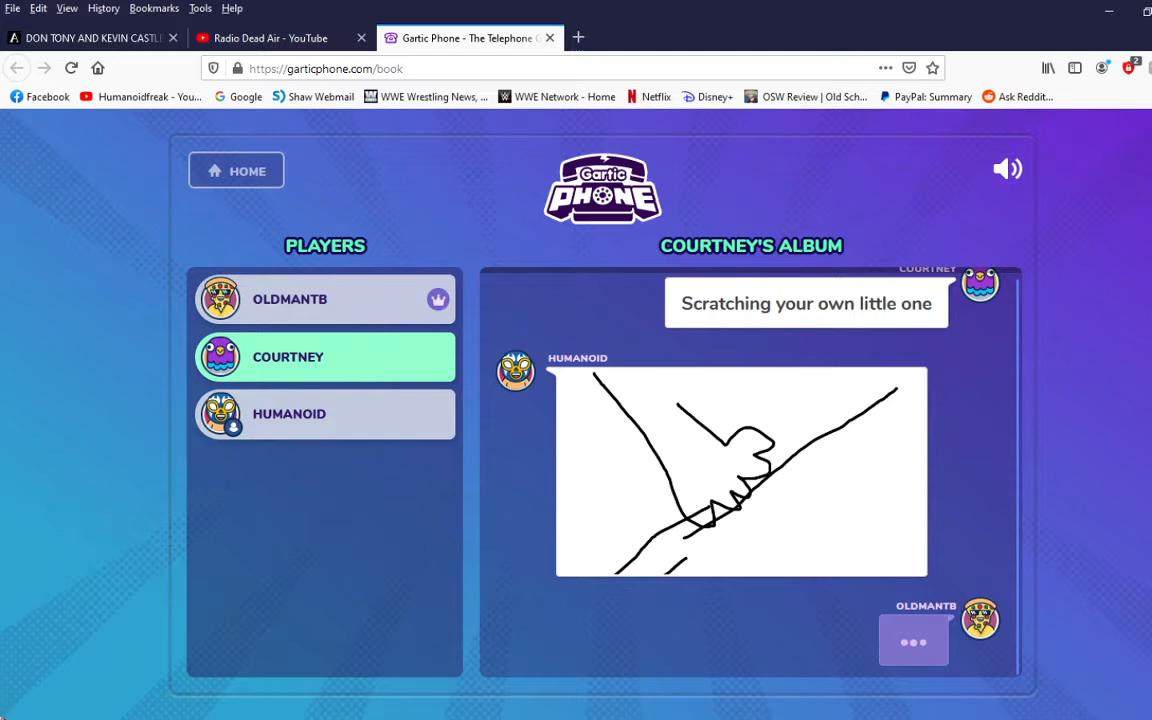 File Edit View History Bookmarks Tools Help
DON TONY AND KEVIN CASTLE
Radio Dead Air - YouTube
Gartic Phone - The Telephone G
https://garticphone.com/book
2
Facebook
Humanoidfreak - You...
Google
Shaw Webmail
WWE Wrestling News, ...
WWE Network - Home
Netflix
Disney+
OSW Review | Old Sch...
PayPal: Summary
Ask Reddit...
HOME
Gartic
PHONE
PLAYERS
COURTNEY'S ALBUM
OLDMANTB
COURTNEY
HUMANOID
COURTNEY
Scratching your own little one
HUMANOID
OLDMANTB
...